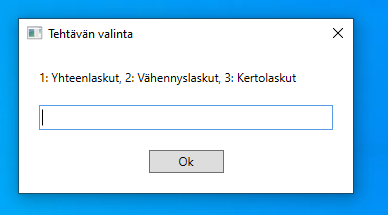 Tehtävän valinta
1: Yhteenlaskut, 2: Vähennyslaskut, 3: Kertolaskut
Ok